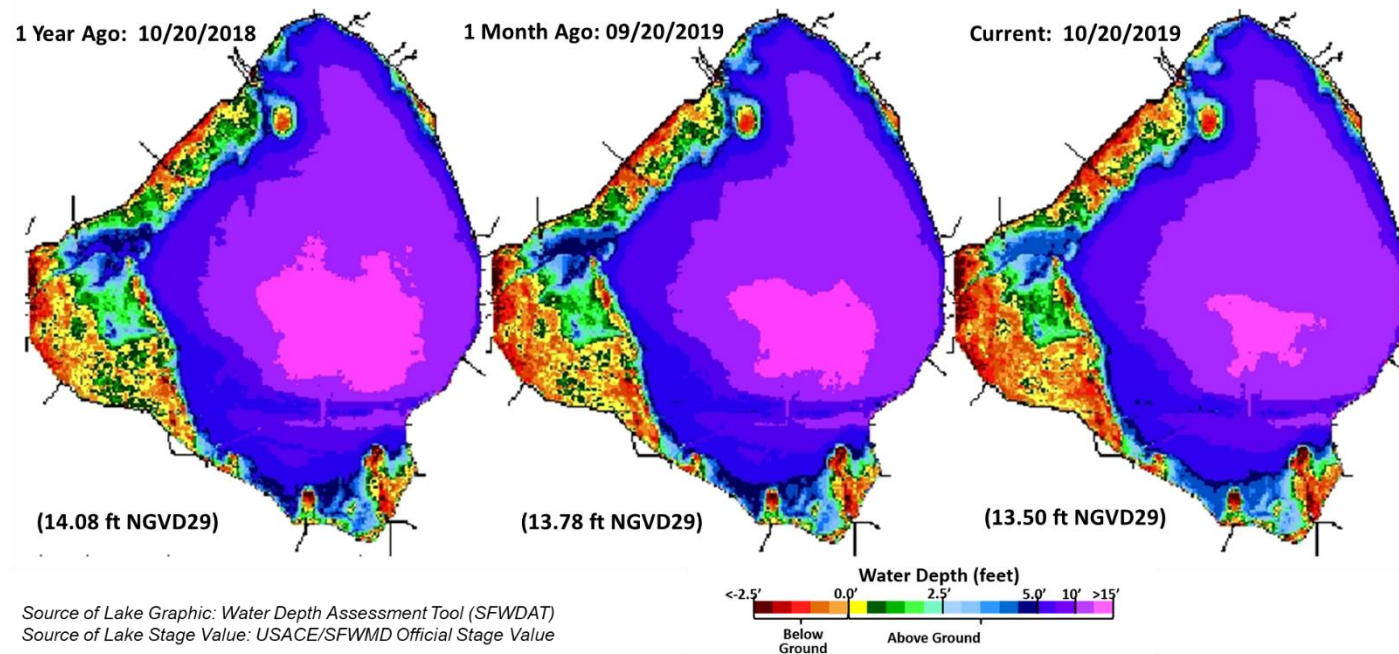 1 Year Ago: 10/20/2018
1 Month Ago: 09/20/2019
Current: 10/20/2019
(14.08 ft NGVD29)
(13.78 ft NGVD29)
(13.50 ft NGVD29)
Water Depth (feet)
<-2.5' 0.0' 2.5' 5.0' 10' >15'
Below Ground
Above Ground
Source of Lake Graphic: Water Depth Assessment Tool (SFWDAT)
Source of Lake Stage Value: USACE/SFWMD Official Stage Value